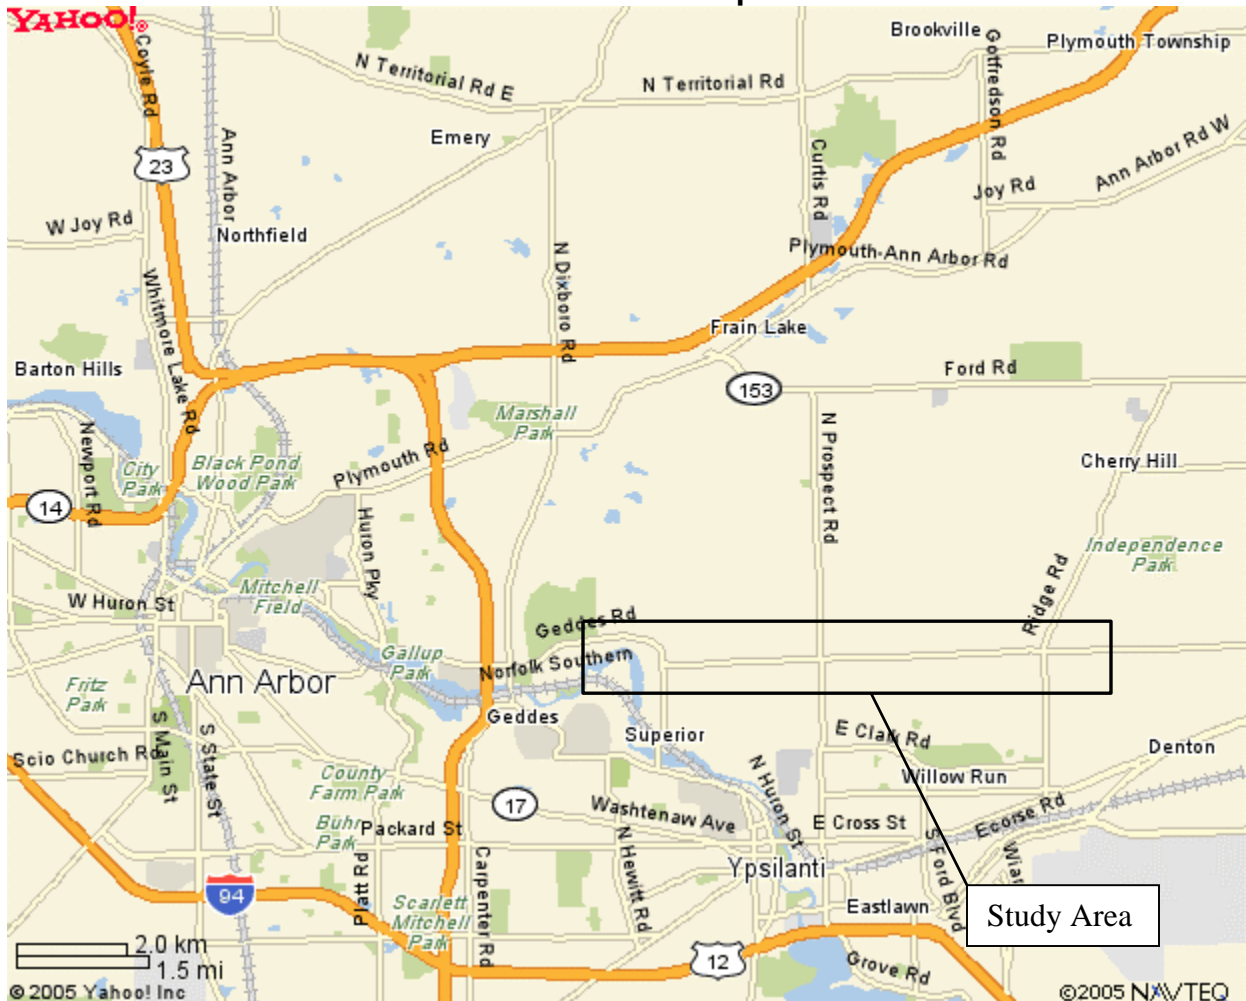 YAHOO!®
Coyle Rd
Brookville
Gotfredson Rd
Plymouth Township
N Territorial Rd E
N Territorial Rd
Emery
Ann Arbor
23
Curtis Rd
Ann Arbor Rd W
Joy Rd
W Joy Rd
Northfield
N Dixboro Rd
Plymouth-Ann Arbor Rd
Whitmore Lake Rd
Frain Lake
Barton Hills
Ford Rd
153
Marshall
Park
N Prospect Rd
Newport Rd
City
Park
Black Pond
Wood Park
Plymouth Rd
Cherry Hill
14
Huron Pky
Independence
Park
Mitchell
Field
W Huron St
Ridge Rd
Geddes Rd
Gallup
Park
Norfolk Southern
Ann Arbor
Fritz
Park
Geddes
S Main St
S State St
Superior
E Clark Rd
Denton
Scio Church Rd
County
Farm Park
N Huron St
Willow Run
17
Washtenaw Ave
Buhr
Park
Packard St
E Cross St
Ecorse Rd
N Hewitt Rd
S Ford Blvd
Wiar
Ypsilanti
Platt Rd
Carpenter Rd
94
Scarlett
Mitchell
Park
Eastlawn
Study Area
2.0 km
1.5 mi
12
Grove Rd
© 2005 Yahoo! Inc
©2005 NAVTEQ